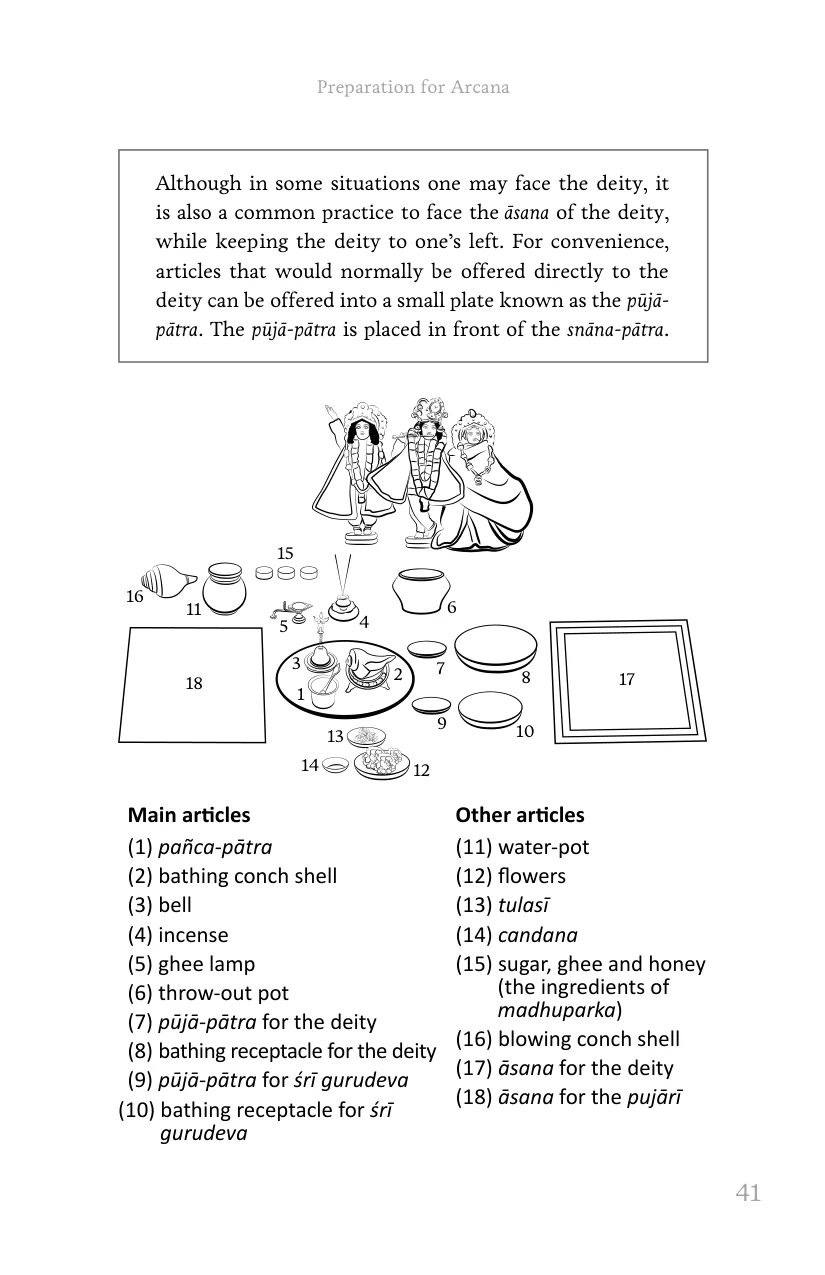 Preparation for Arcana
Although in some situations one may face the deity, it
is also a common practice to face the āsana of the deity,
while keeping the deity to one’s left. For convenience,
articles that would normally be offered directly to the
deity can be offered into a small plate known as the pūjā-
pātra. The pūjā-pātra is placed in front of the snāna-pātra.
15
16
11
5
4
6
18
3
2
1
7
8
17
9
10
13
14
12
Main articles
(1) pañca-pātra
(2) bathing conch shell
(3) bell
(4) incense
(5) ghee lamp
(6) throw-out pot
(7) pūjā-pātra for the deity
(8) bathing receptacle for the deity
(9) pūjā-pātra for śrī gurudeva
(10) bathing receptacle for śrī
gurudeva
Other articles
(11) water-pot
(12) flowers
(13) tulasī
(14) candana
(15) sugar, ghee and honey
(the ingredients of
madhuparka)
(16) blowing conch shell
(17) āsana for the deity
(18) āsana for the pujārī
41